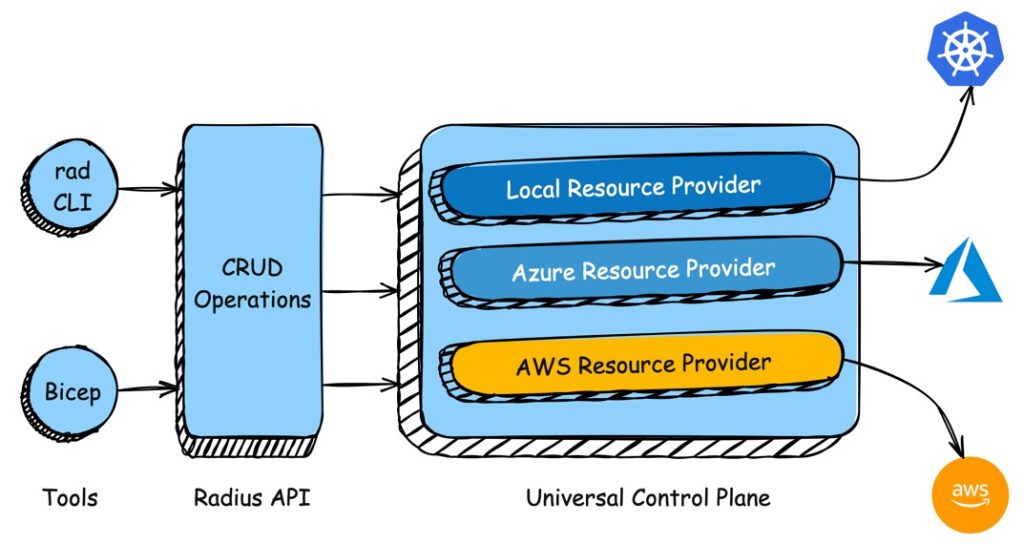 rad
CLI
Bicep
Tools
CRUD
Operations
Radius API
Local Resource Provider
Azure Resource Provider
AWS Resource Provider
Universal Control Plane
aws